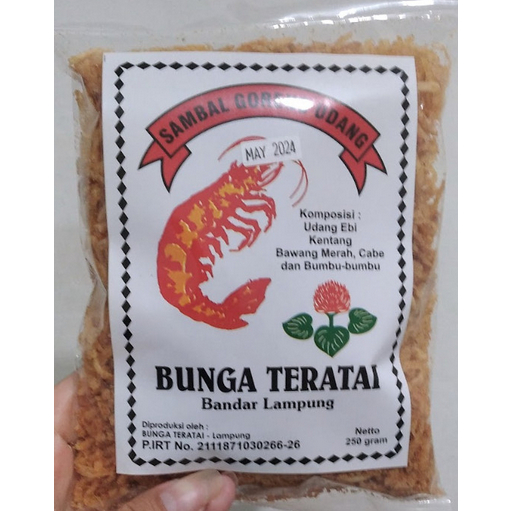 SAMBAL GORENG UDANG
MAY 2024
Komposisi :
Udang Ebi
Kentang
Bawang Merah, Cabe
dan Bumbu-bumbu
BUNGA TERATAI
Bandar Lampung
Diproduksi oleh :
BUNGA TERATAI - Lampung
P.IRT No. 2111871030266-26
Netto
250 gram